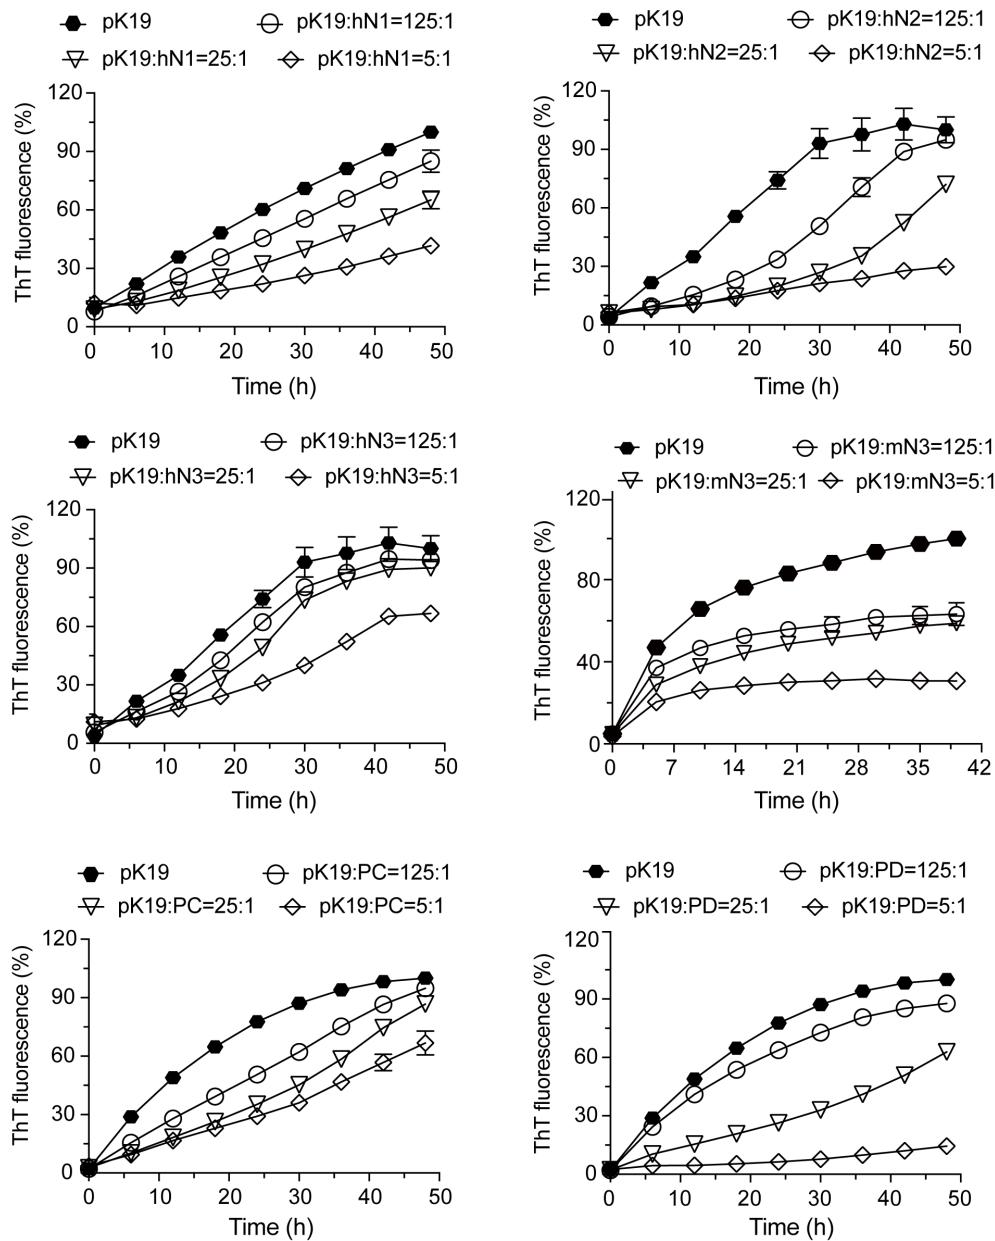 pK19 pK19:hN1=125:1
pK19:hN1=25:1 pK19:hN1=5:1
ThT fluorescence (%)
120
90
60
30
0
0 10 20 30 40 50
Time (h)
pK19 pK19:hN2=125:1
pK19:hN2=25:1 pK19:hN2=5:1
ThT fluorescence (%)
120
90
60
30
0
0 10 20 30 40 50
Time (h)
pK19 pK19:hN3=125:1
pK19:hN3=25:1 pK19:hN3=5:1
ThT fluorescence (%)
120
90
60
30
0
0 10 20 30 40 50
Time (h)
pK19 pK19:mN3=125:1
pK19:mN3=25:1 pK19:mN3=5:1
ThT fluorescence (%)
120
80
40
0
0 7 14 21 28 35 42
Time (h)
pK19 pK19:PC=125:1
pK19:PC=25:1 pK19:PC=5:1
ThT fluorescence (%)
120
90
60
30
0
0 10 20 30 40 50
Time (h)
pK19 pK19:PD=125:1
pK19:PD=25:1 pK19:PD=5:1
ThT fluorescence (%)
120
90
60
30
0
0 10 20 30 40 50
Time (h)